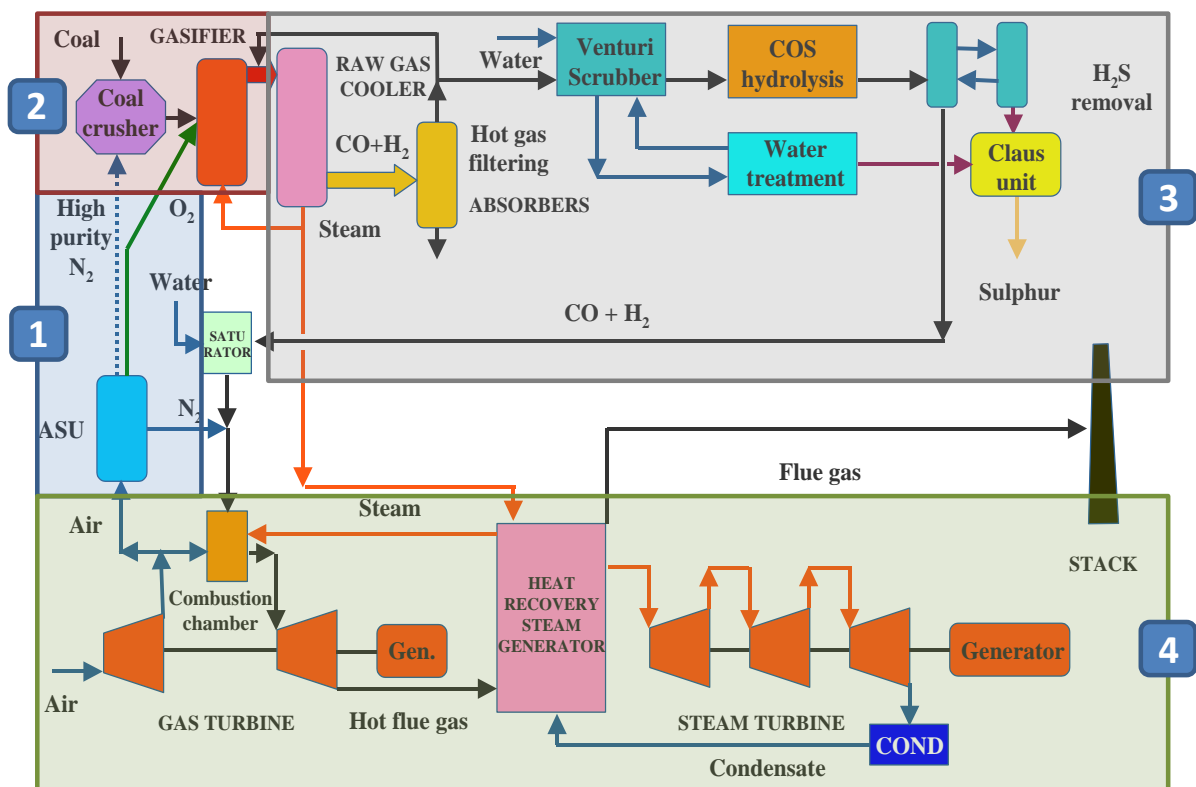 Coal
GASIFIER
2
Coal
crusher
RAW GAS
COOLER
CO+H2
Hot gas
filtering
ABSORBERS
Water
Venturi
Scrubber
COS
hydrolysis
H2S
removal
Water
treatment
Claus
unit
3
Sulphur
High
purity
N2
O2
Steam
Water
1
SATU
RATOR
CO + H2
ASU
N2
Flue gas
STACK
Air
Steam
Combustion
chamber
HEAT
RECOVERY
STEAM
GENERATOR
Gen.
Generator
4
Air
GAS TURBINE
Hot flue gas
STEAM TURBINE
COND
Condensate